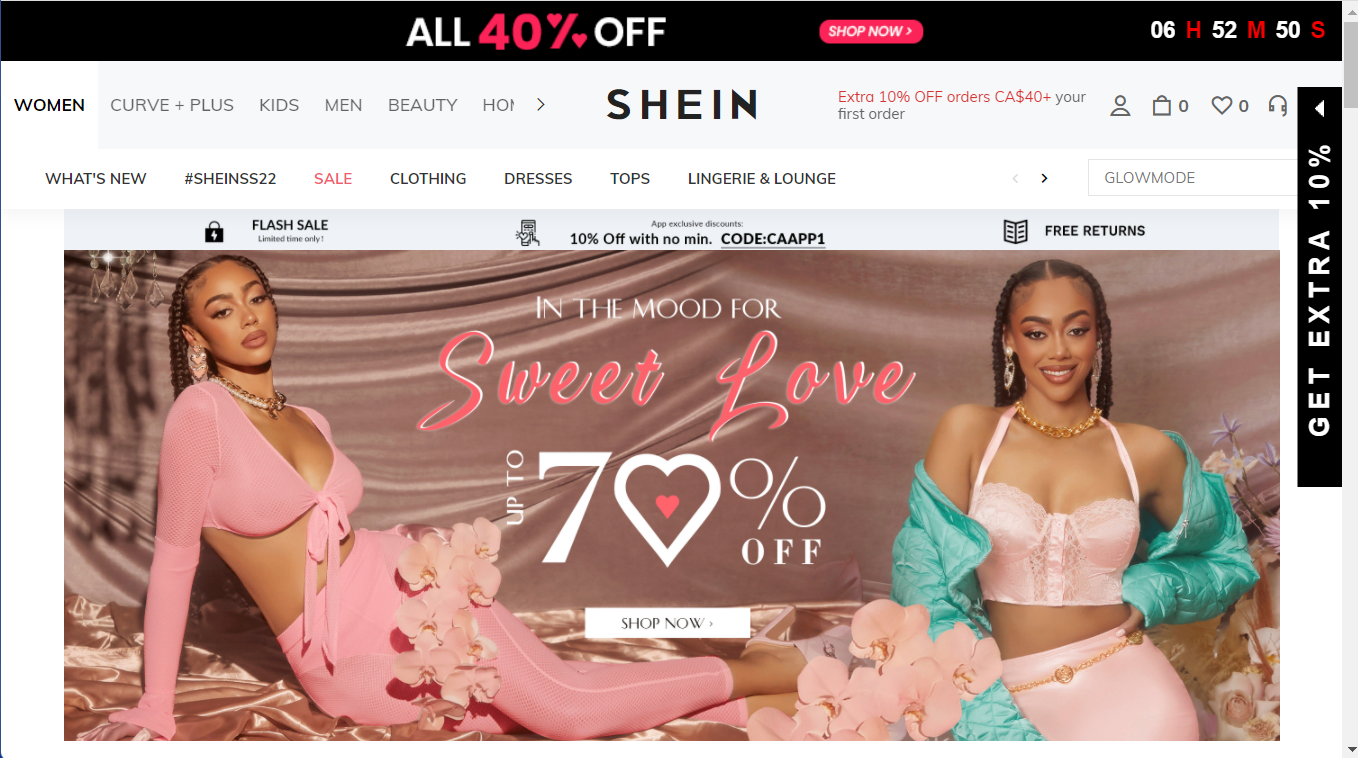 ALL 40% OFF
SHOP NOW >
06 H 52 M 50 S
WOMEN
CURVE + PLUS
KIDS
MEN
BEAUTY
SHEIN
Extra 10% OFF orders CA$40+ your
first order
0
0
WHAT'S NEW
#SHEINSS22
SALE
CLOTHING
DRESSES
TOPS
LINGERIE & LOUNGE
GLOWMODE
GET EXTRA 10%
FLASH SALE
Limited time only!
App exclusive discounts:
10% Off with no min. CODE:CAAPP1
FREE RETURNS
IN THE MOOD FOR
Sweet Love
UP TO
70%
OFF
SHOP NOW >